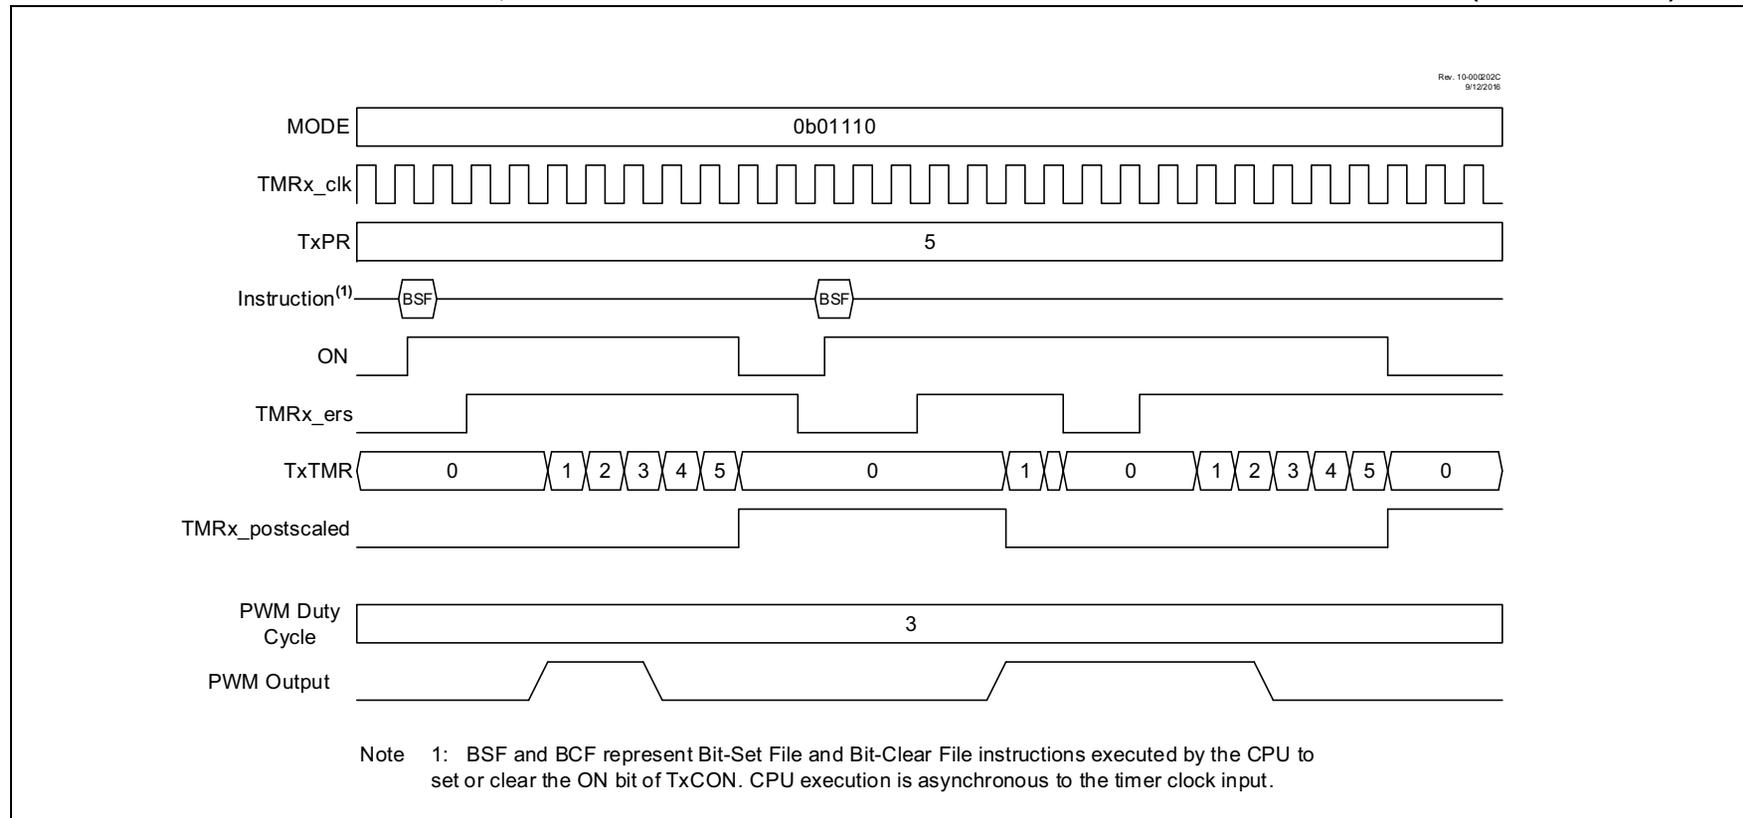 Rev. 10-000202C
9/12/2016
MODE 0b01110
TMRx_clk
TxPR 5
Instruction(1) BSF BSF
ON
TMRx_ers
TxTMR 0 1 2 3 4 5 0 1 0 1 2 3 4 5 0
TMRx_postscaled
PWM Duty
Cycle 3
PWM Output
Note 1: BSF and BCF represent Bit-Set File and Bit-Clear File instructions executed by the CPU to
set or clear the ON bit of TxCON. CPU execution is asynchronous to the timer clock input.